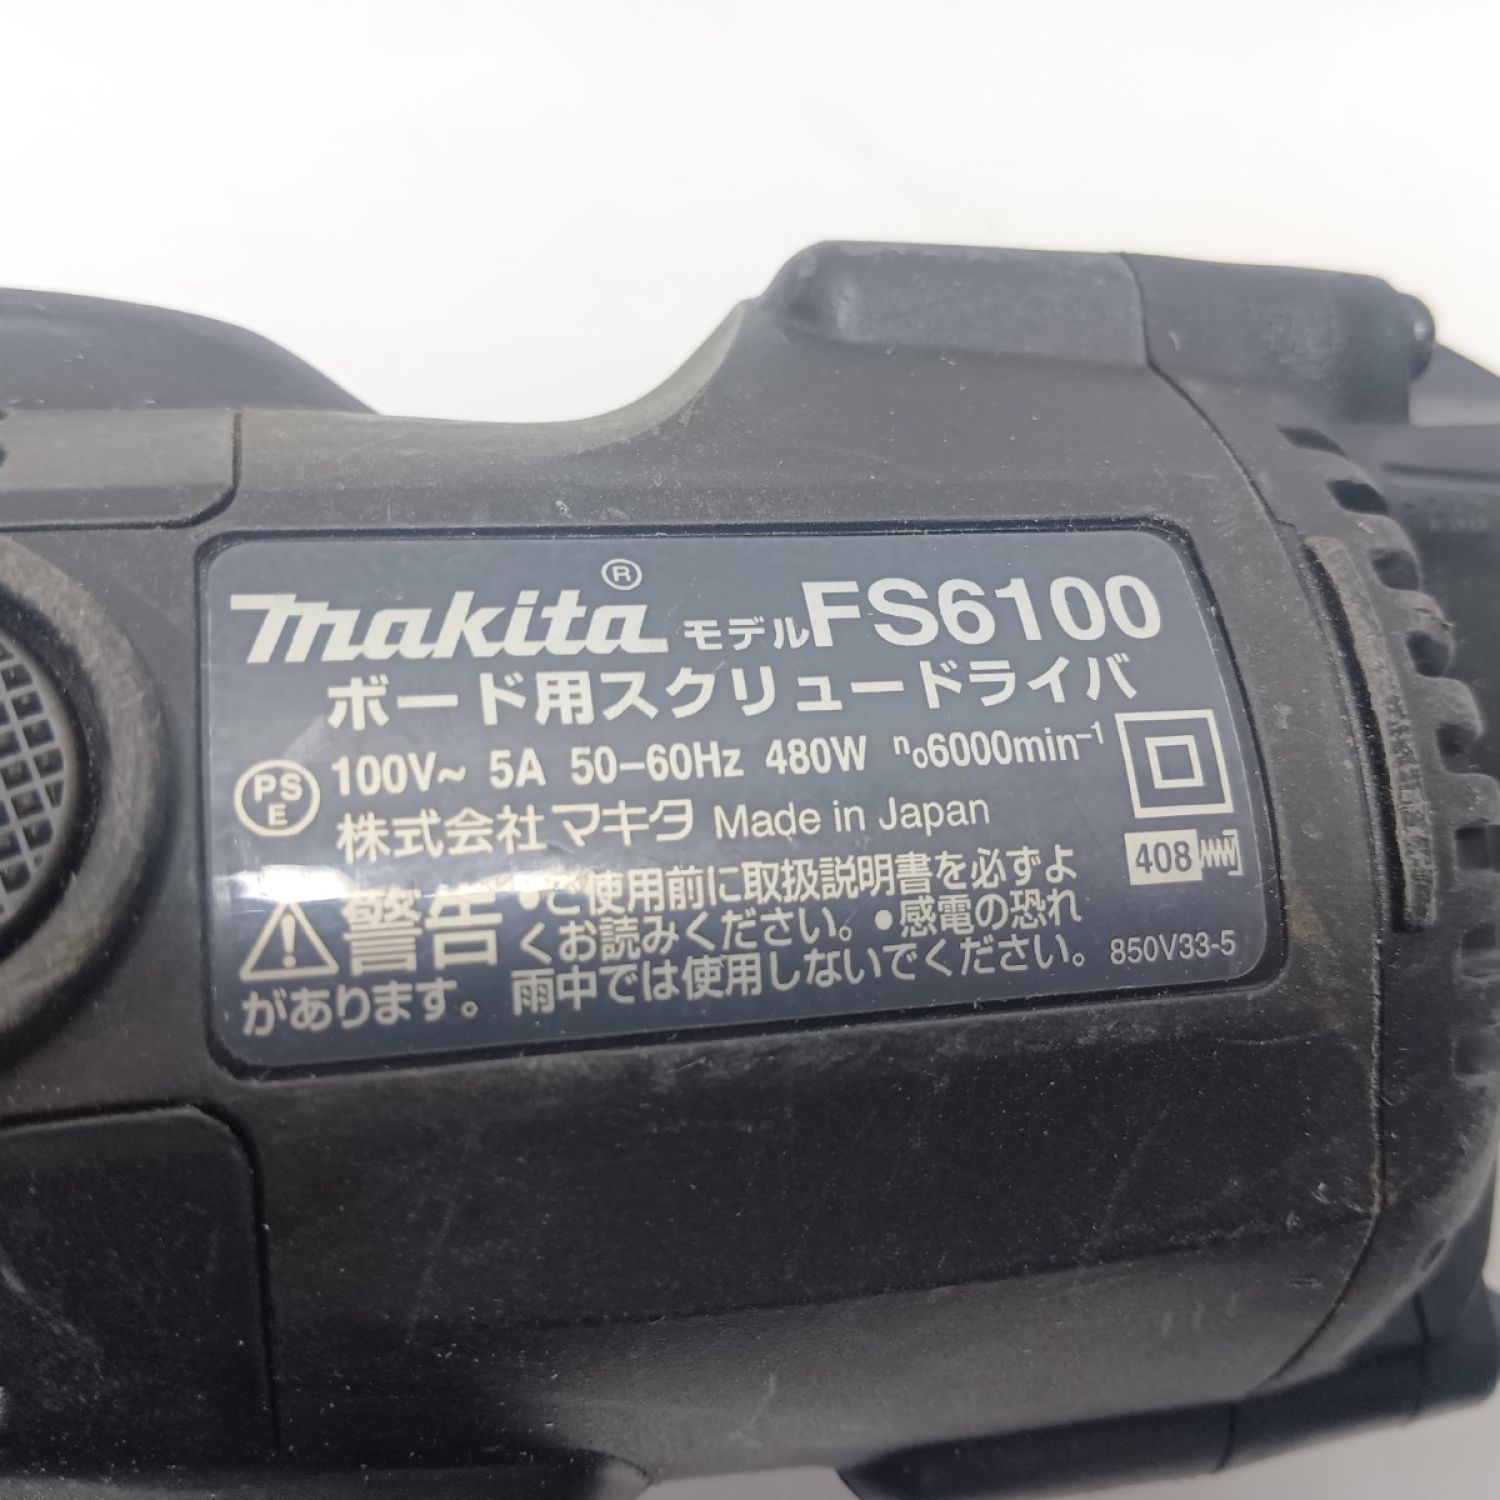 makita® モデルFS6100
ボード用スクリュードライバ
PSE 100V~ 5A 50-60Hz 480W n₀6000min⁻¹
株式会社マキタ Made in Japan
408
警告 •ご使用前に取扱説明書を必ずよ
くお読みください。•感電の恐れ
があります。雨中では使用しないでください。 850V33-5